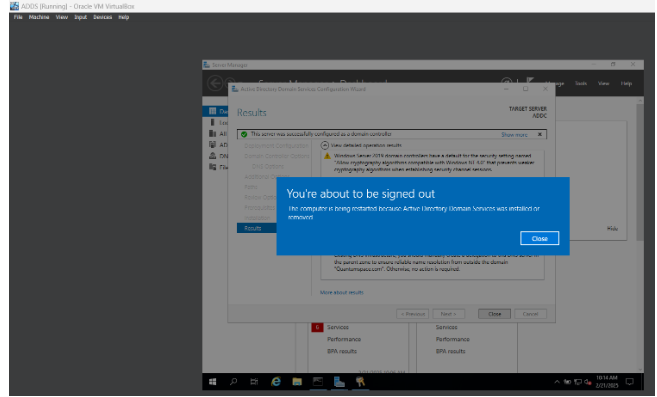 ADDS [Running] - Oracle VM VirtualBox
File Machine View Input Devices Help
Server Manager
Tools View Help
Active Directory Domain Services Configuration Wizard
Results
TARGET SERVER
ADDC
This server was successfully configured as a domain controller
Show more
View detailed operation results
Windows Server 2019 domain controllers have a default for the security setting named
"Allow cryptography algorithms compatible with Windows NT 4.0" that prevents weaker
cryptography algorithms when establishing security channel sessions.
Results
You're about to be signed out
The computer is being restarted because Active Directory Domain Services was installed or
removed
Close
Hide
the parent zone to ensure reliable name resolution from outside the domain
"Quantumspace.com". Otherwise, no action is required.
More about results
< Previous
Next >
Close
Cancel
Services
Services
Performance
Performance
BPA results
BPA results
10:14 AM
2/21/2025